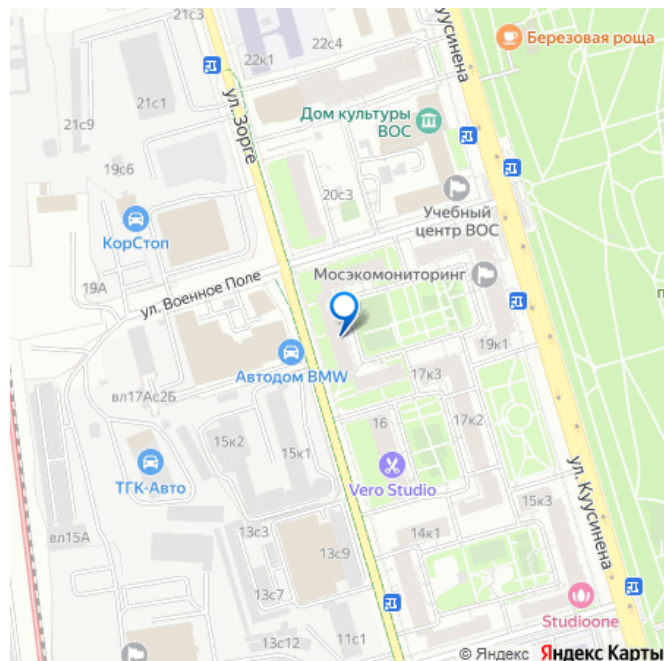 21с3
22с4
22к1
21с1
21с9
ул. Зорге
Березовая роща
ул. Куусинена
Дом культуры
ВОС
19с6
20с3
КорСтоп
Учебный
центр ВОС
Мосэкомониторинг
19А
ул. Военное Поле
19к1
Автодом BMW
17к3
вл17Ас2Б
16
17к2
15к2
15к1
ТГК-Авто
Vero Studio
ул. Куусинена
15к3
вл15А
13с3
14к1
13с9
13с7
Studioone
13с12
11с1
© Яндекс Яндекс Карты